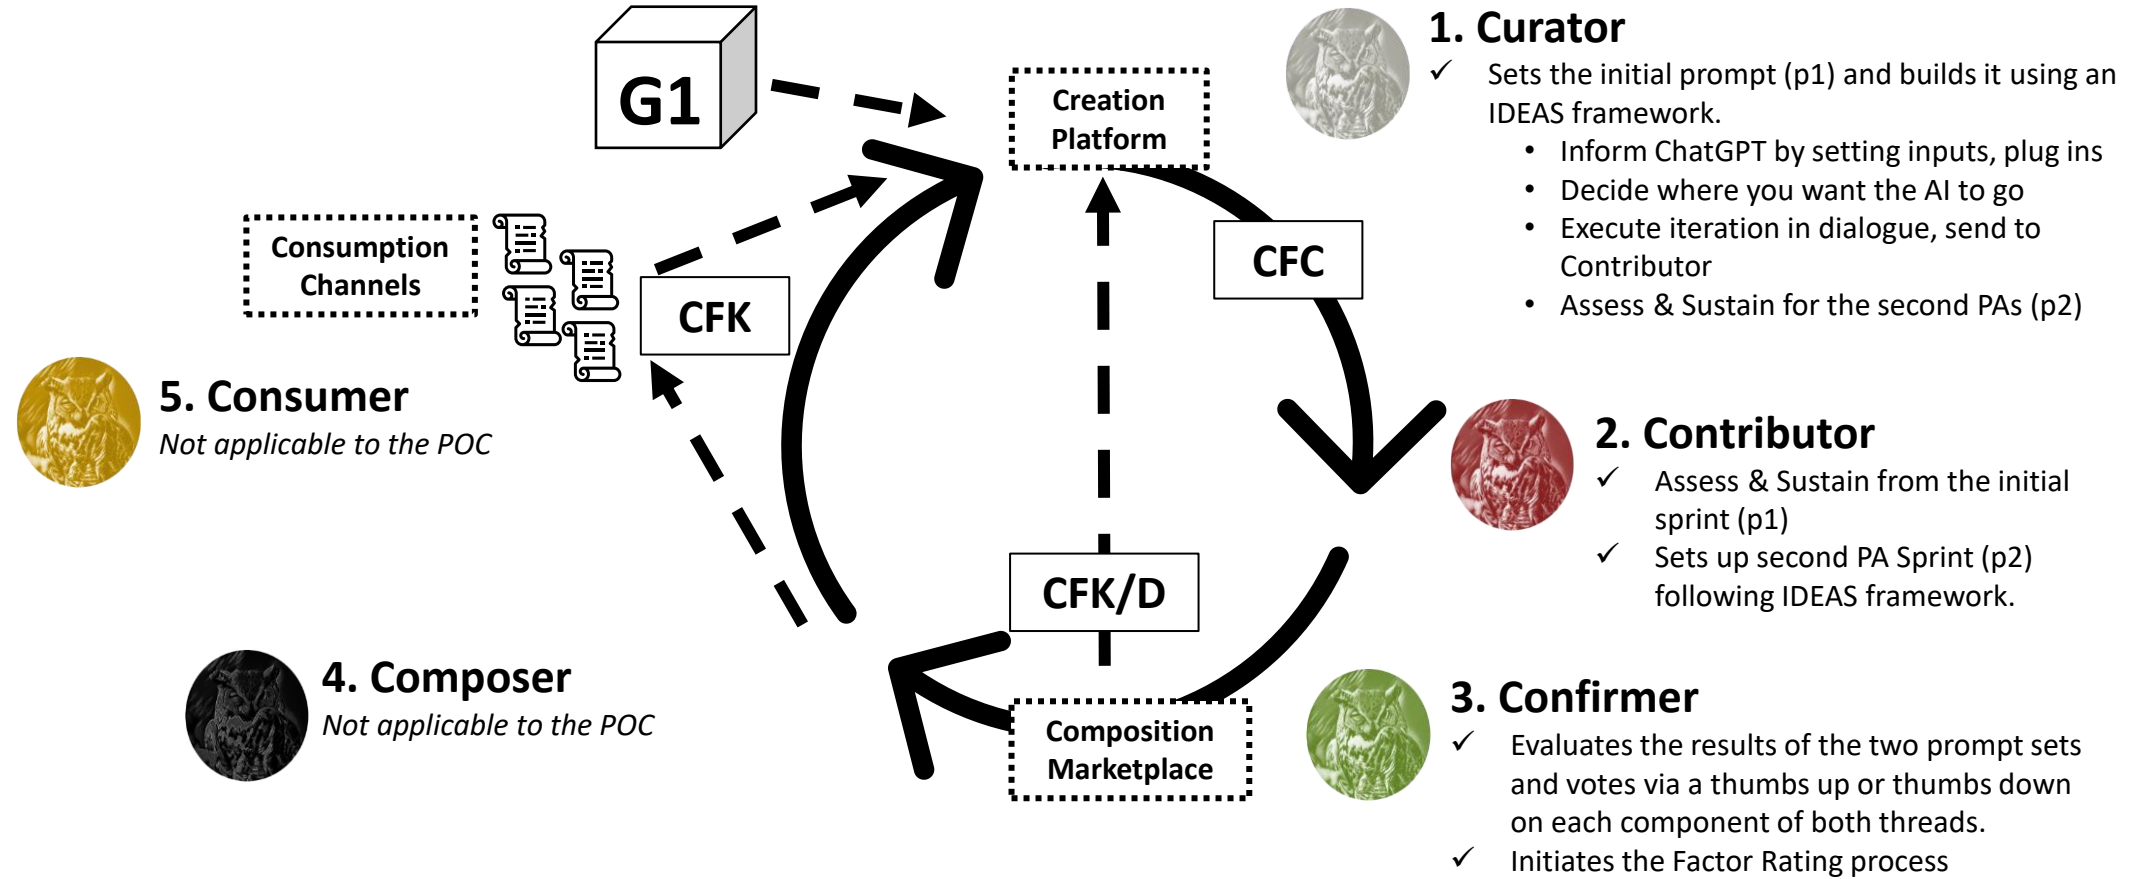 G1
Creation
Platform
CFC
Consumption
Channels
CFK
CFK/D
Composition
Marketplace
1. Curator
✓ Sets the initial prompt (p1) and builds it using an
IDEAS framework.
• Inform ChatGPT by setting inputs, plug ins
• Decide where you want the AI to go
• Execute iteration in dialogue, send to
Contributor
• Assess & Sustain for the second PAs (p2)
2. Contributor
✓ Assess & Sustain from the initial
sprint (p1)
✓ Sets up second PA Sprint (p2)
following IDEAS framework.
3. Confirmer
✓ Evaluates the results of the two prompt sets
and votes via a thumbs up or thumbs down
on each component of both threads.
✓ Initiates the Factor Rating process
4. Composer
Not applicable to the POC
5. Consumer
Not applicable to the POC